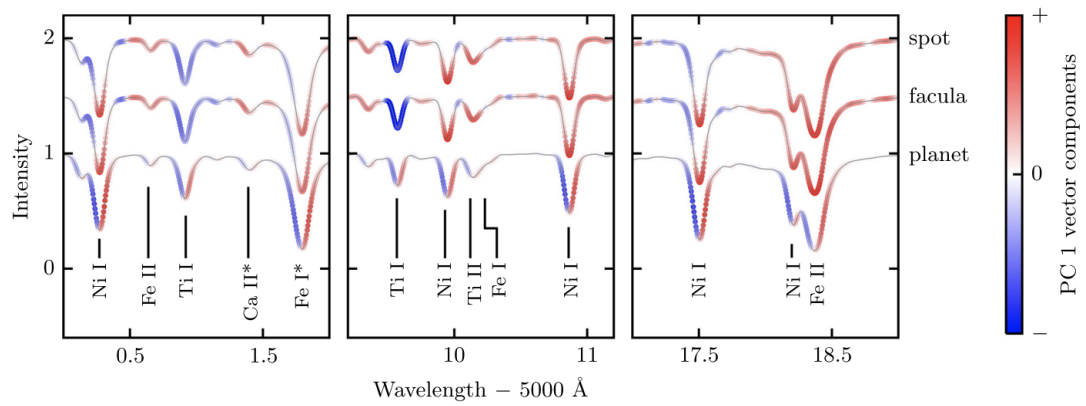 2
1
0
Intensity
spot
facula
planet
Ni I
Fe II
Ti I
Ca II*
Fe I*
Ti I
Ni I
Ti II
Fe I
Ni I
Ni I
Ni I
Fe II
0.5
1.5
10
11
17.5
18.5
Wavelength − 5000 Å
+
0
−
PC 1 vector components